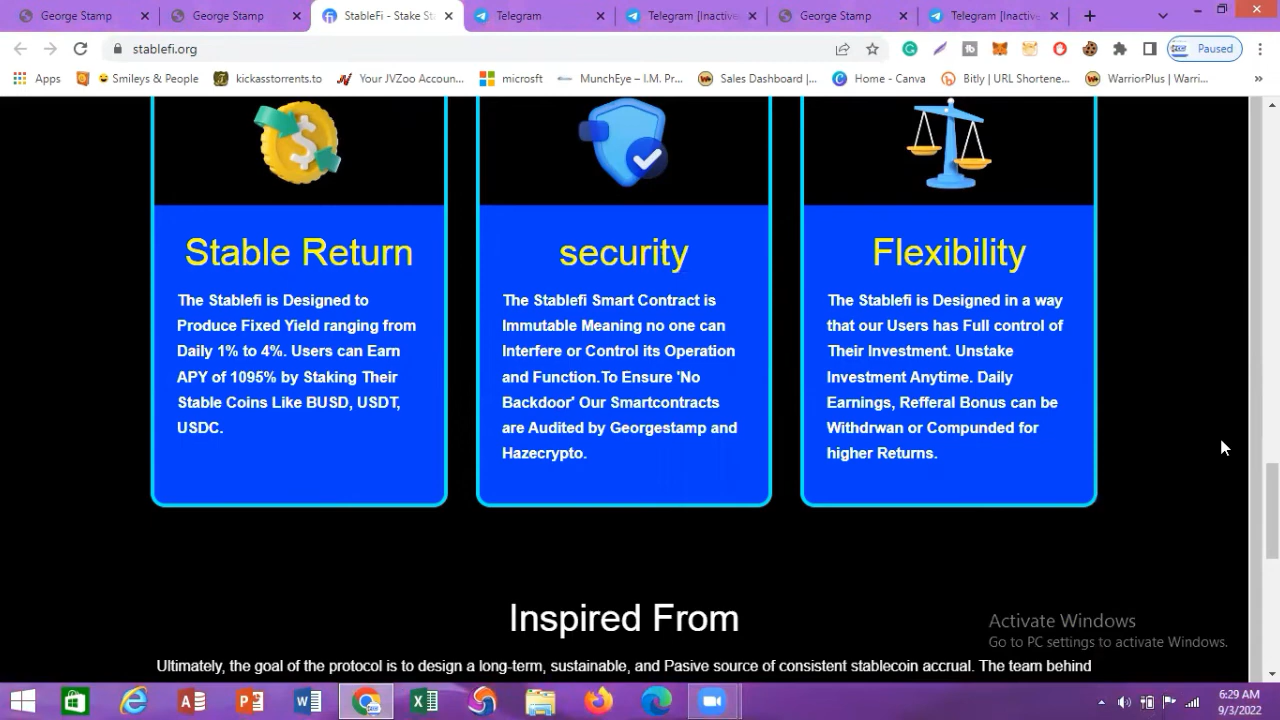 George Stamp
George Stamp
StableFi - Stake St
Telegram
Telegram [Inactive
George Stamp
Telegram [Inactiv
stablefi.org
Paused
Apps
Smileys & People
kickasstorrents.to
Your JVZoo Accoun...
microsft
MunchEye – I.M. Pr...
Sales Dashboard |...
Home - Canva
Bitly | URL Shortene...
WarriorPlus | Warri...
Stable Return
The Stablefi is Designed to
Produce Fixed Yield ranging from
Daily 1% to 4%. Users can Earn
APY of 1095% by Staking Their
Stable Coins Like BUSD, USDT,
USDC.
security
The Stablefi Smart Contract is
Immutable Meaning no one can
Interfere or Control its Operation
and Function.To Ensure 'No
Backdoor' Our Smartcontracts
are Audited by Georgestamp and
Hazecrypto.
Flexibility
The Stablefi is Designed in a way
that our Users has Full control of
Their Investment. Unstake
Investment Anytime. Daily
Earnings, Refferal Bonus can be
Withdrwan or Compunded for
higher Returns.
Inspired From
Ultimately, the goal of the protocol is to design a long-term, sustainable, and Pasive source of consistent stablecoin accrual. The team behind
Activate Windows
Go to PC settings to activate Windows.
6:29 AM
9/3/2022